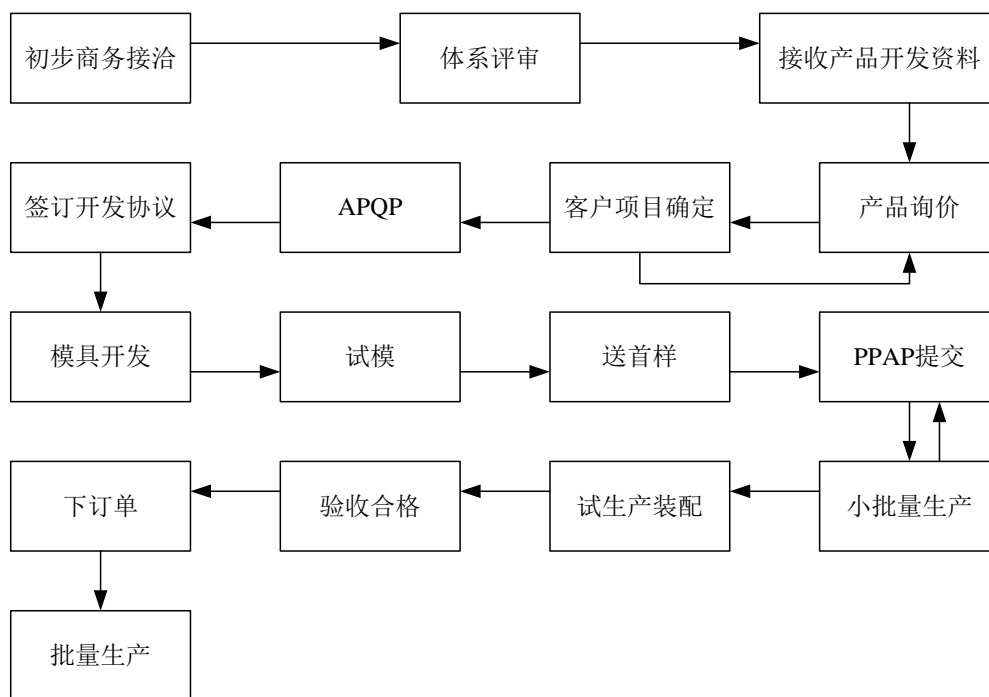 初步商务接洽
体系评审
接收产品开发资料
签订开发协议
APQP
客户项目确定
产品询价
模具开发
试模
送首样
PPAP提交
下订单
验收合格
试生产装配
小批量生产
批量生产